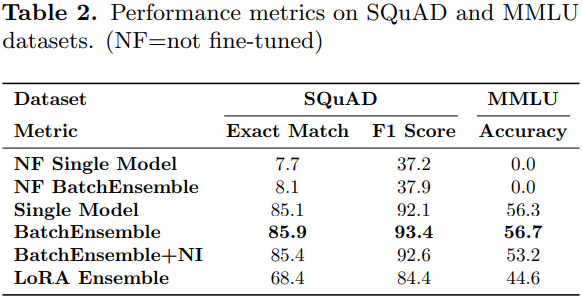 Table 2. Performance metrics on SQuAD and MMLU
datasets. (NF=not fine-tuned)
Dataset SQuAD MMLU
Metric Exact Match F1 Score Accuracy
NF Single Model 7.7 37.2 0.0
NF BatchEnsemble 8.1 37.9 0.0
Single Model 85.1 92.1 56.3
BatchEnsemble 85.9 93.4 56.7
BatchEnsemble+NI 85.4 92.6 53.2
LoRA Ensemble 68.4 84.4 44.6